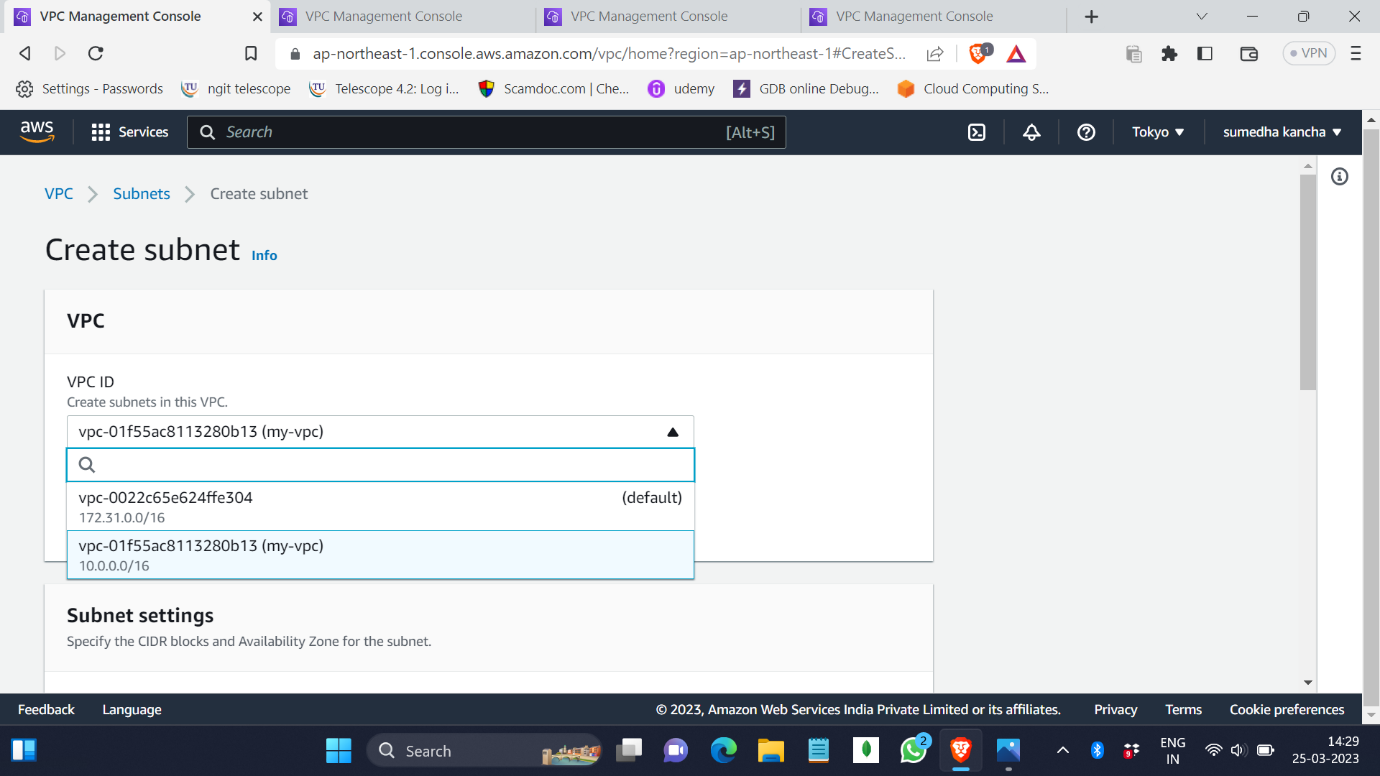 VPC Management Console
VPC Management Console
VPC Management Console
VPC Management Console
ap-northeast-1.console.aws.amazon.com/vpc/home?region=ap-northeast-1#CreateS...
1
VPN
Settings - Passwords
ngit telescope
Telescope 4.2: Log i...
Scamdoc.com | Che...
udemy
GDB online Debug...
Cloud Computing S...
aws
Services
Search
[Alt+S]
Tokyo
sumedha kancha
VPC
Subnets
Create subnet
Create subnet Info
VPC
VPC ID
Create subnets in this VPC.
vpc-01f55ac8113280b13 (my-vpc)
vpc-0022c65e624ffe304 (default)
172.31.0.0/16
vpc-01f55ac8113280b13 (my-vpc)
10.0.0.0/16
Subnet settings
Specify the CIDR blocks and Availability Zone for the subnet.
Feedback Language © 2023, Amazon Web Services India Private Limited or its affiliates. Privacy Terms Cookie preferences
Search
2
9
ENG
IN
14:29
25-03-2023